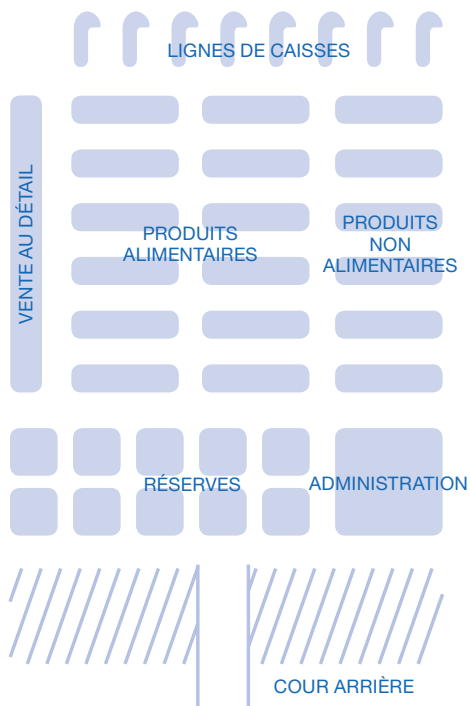 LIGNES DE CAISSES
VENTE AU DÉTAIL
PRODUITS
ALIMENTAIRES
PRODUITS
NON
ALIMENTAIRES
RÉSERVES
ADMINISTRATION
COUR ARRIÈRE